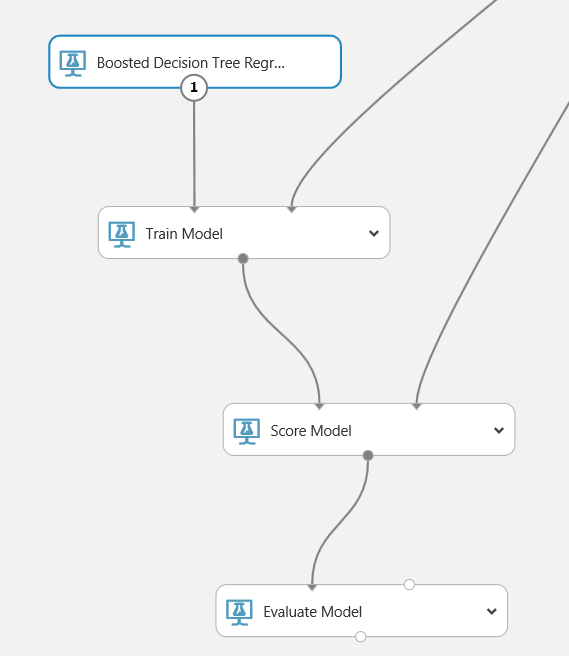 Boosted Decision Tree Regr...
1
Train Model
Score Model
Evaluate Model